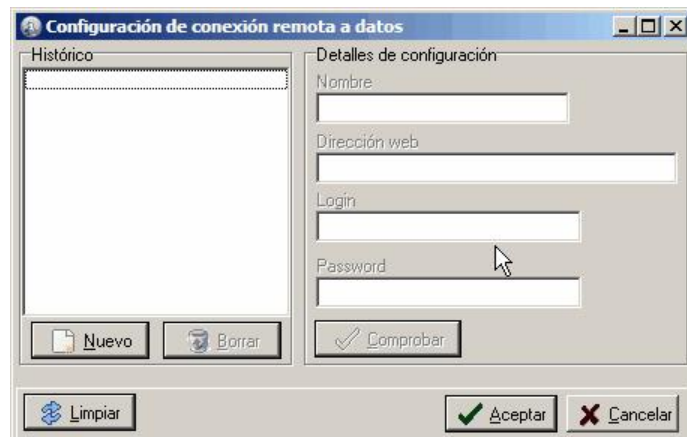 Configuración de conexión remota a datos
Histórico
Nuevo
Borrar
Detalles de configuración
Nombre
Dirección web
Login
Password
Comprobar
Limpiar
Aceptar
Cancelar